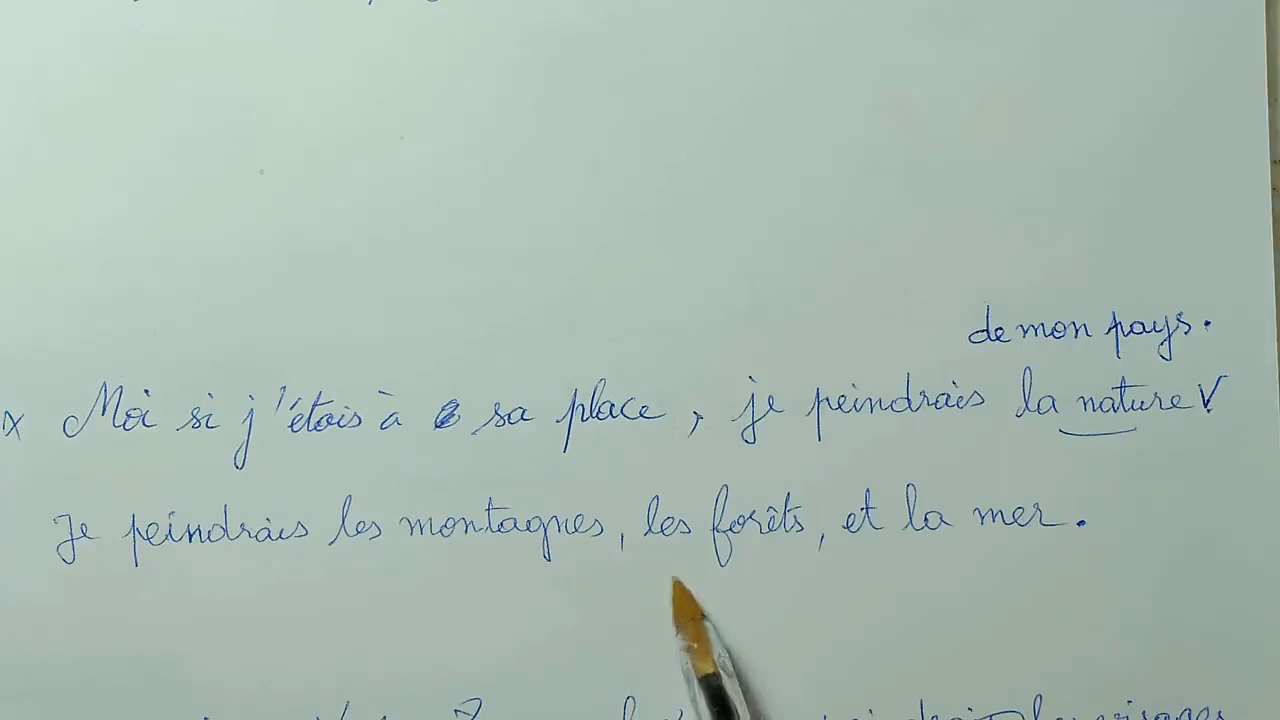 de mon pays.
x Moi si j'étais à sa place, je peindrais la nature V
Je peindrais les montagnes, les forêts, et la mer.